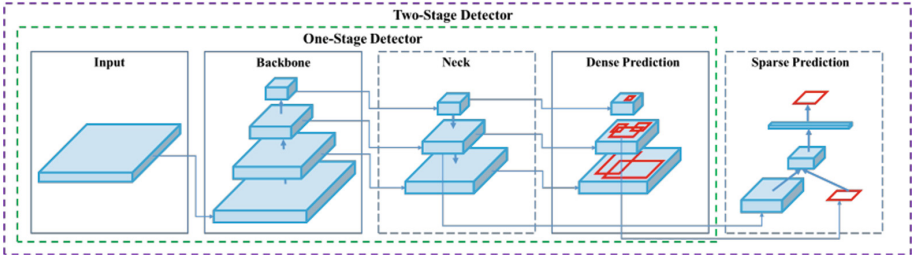 Two-Stage Detector
One-Stage Detector
Input
Backbone
Neck
Dense Prediction
Sparse Prediction